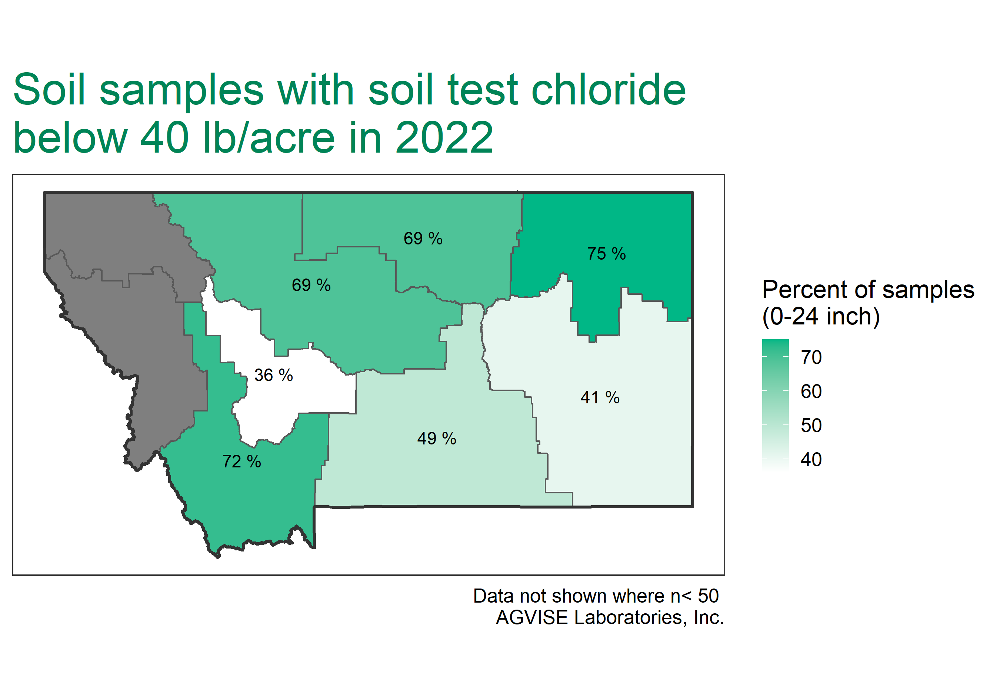 Soil samples with soil test chloride
below 40 lb/acre in 2022
69 %
75 %
69 %
36 %
41 %
49 %
72 %
Percent of samples
(0-24 inch)
70
60
50
40
Data not shown where n< 50
AGVISE Laboratories, Inc.